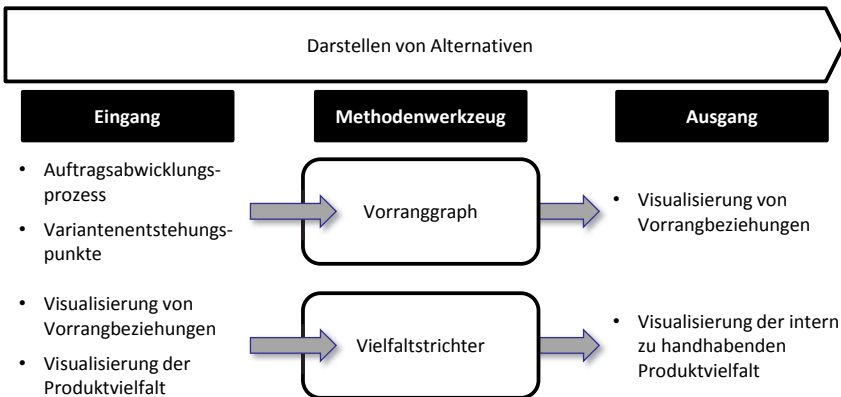 Darstellen von Alternativen
Eingang
Methodenwerkzeug
Ausgang
• Auftragsabwicklungs-
prozess
• Variantenentstehungs-
punkte
Vorranggraph
• Visualisierung von
Vorrangbeziehungen
• Visualisierung von
Vorrangbeziehungen
• Visualisierung der
Produktvielfalt
Vielfaltstrichter
• Visualisierung der intern
zu handhabenden
Produktvielfalt